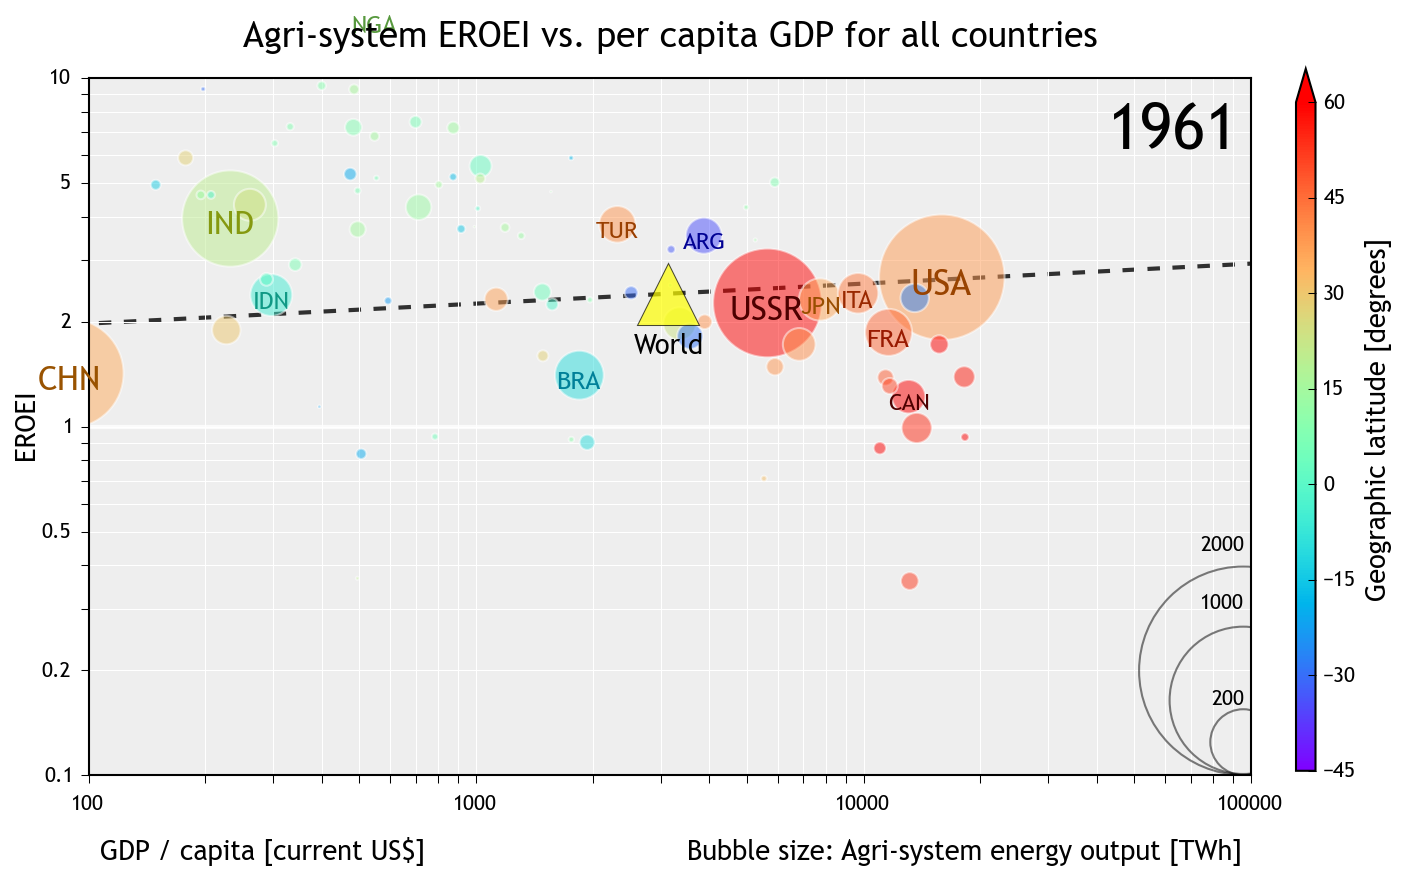 NGA
Agri-system EROEI vs. per capita GDP for all countries
1961
10
5
2
1
0.5
0.2
0.1
EROEI
IND
IDN
CHN
BRA
TUR
ARG
World
USSR
JPN
ITA
USA
FRA
CAN
2000
1000
200
100
1000
10000
100000
GDP / capita [current US$]
Bubble size: Agri-system energy output [TWh]
60
45
30
15
0
−15
−30
−45
Geographic latitude [degrees]